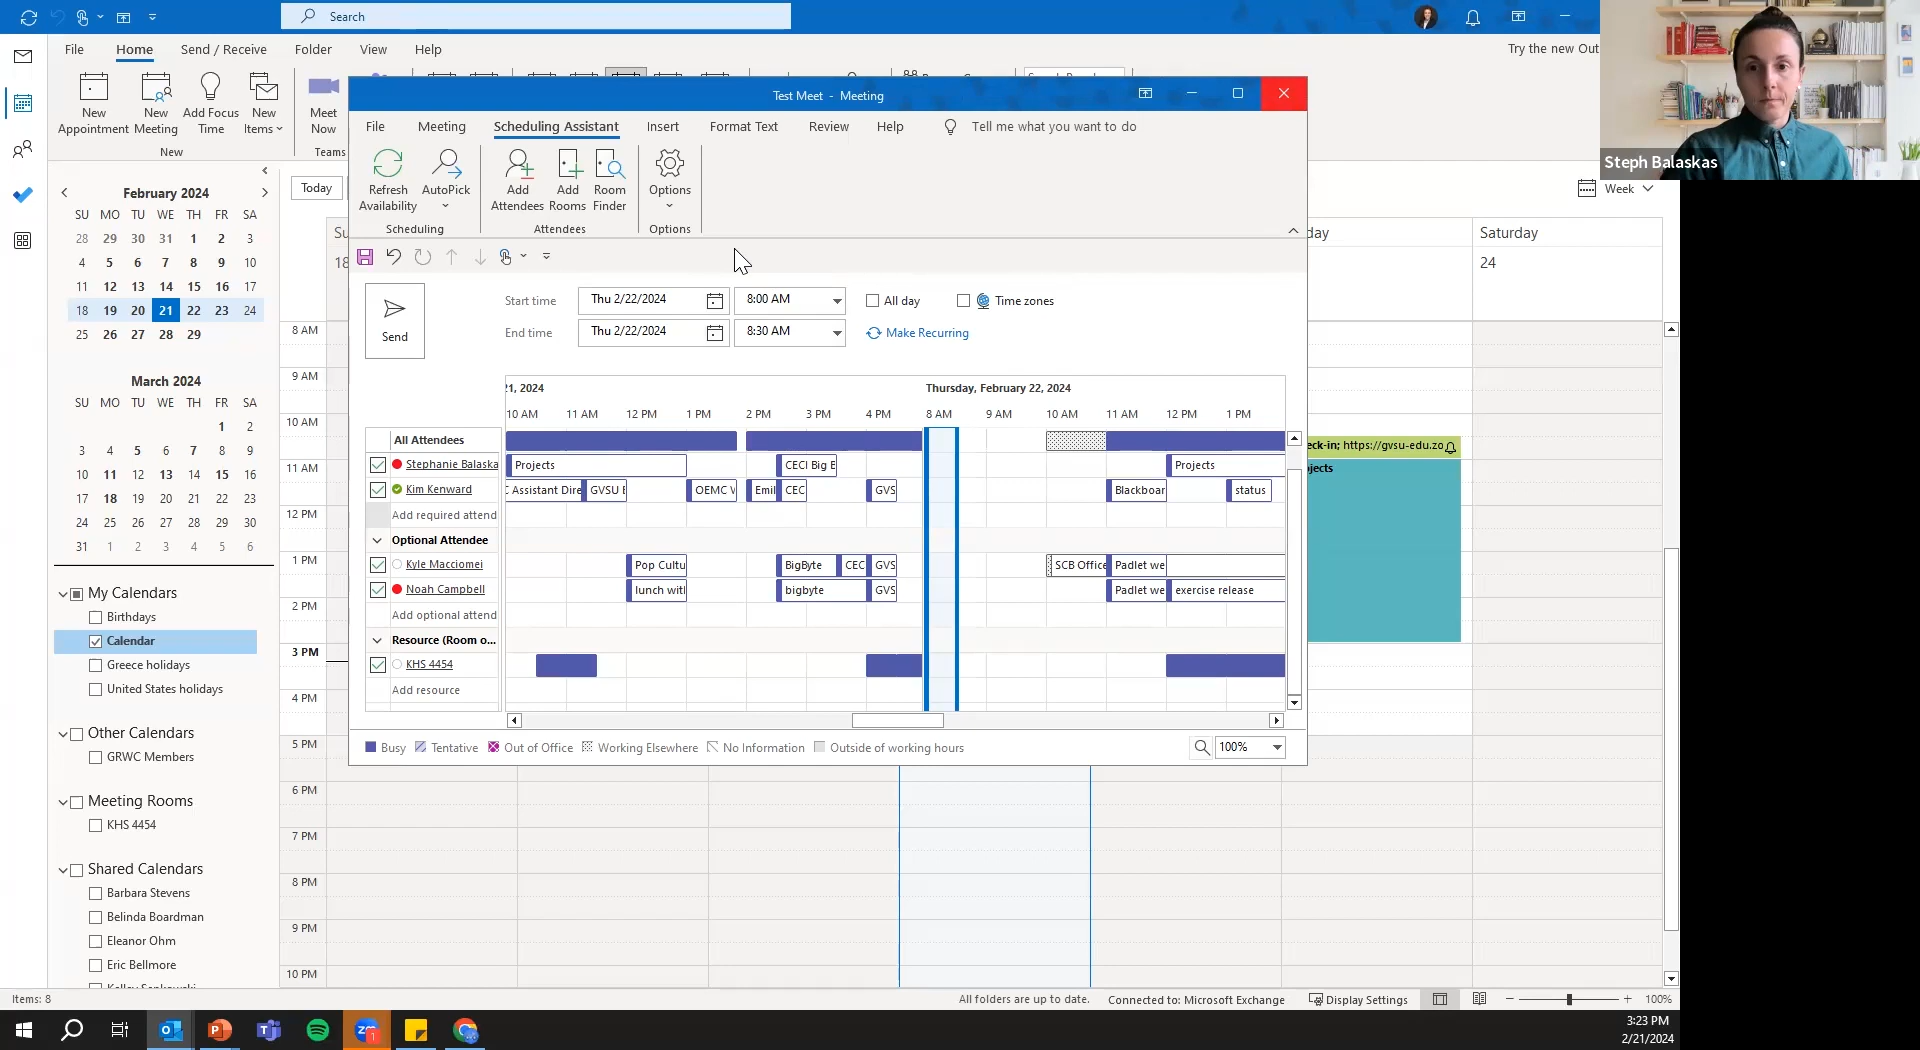 Search
File Home Send / Receive Folder View Help
Try the new Out
New Appointment
New Meeting
Add Focus Time
New Items
Meet Now
New
Teams
Steph Balaskas
Test Meet - Meeting
File Meeting Scheduling Assistant Insert Format Text Review Help Tell me what you want to do
Refresh Availability
AutoPick
Add Attendees
Add Rooms
Room Finder
Options
Scheduling
Attendees
Options
February 2024
SU MO TU WE TH FR SA
28 29 30 31 1 2 3
4 5 6 7 8 9 10
11 12 13 14 15 16 17
18 19 20 21 22 23 24
25 26 27 28 29
March 2024
SU MO TU WE TH FR SA
1 2
3 4 5 6 7 8 9
10 11 12 13 14 15 16
17 18 19 20 21 22 23
24 25 26 27 28 29 30
31 1 2 3 4 5 6
Today
Week
Su
18
day
Saturday
24
Send
Start time Thu 2/22/2024 8:00 AM All day Time zones
End time Thu 2/22/2024 8:30 AM Make Recurring
21, 2024 Thursday, February 22, 2024
10 AM 11 AM 12 PM 1 PM 2 PM 3 PM 4 PM 8 AM 9 AM 10 AM 11 AM 12 PM 1 PM
All Attendees
Stephanie Balaska Projects CECI Big E Projects
Kim Kenward C Assistant Dire GVSU E OEMC V Emil CEC GVS Blackboar status
Add required attend
Optional Attendee
Kyle Macciomei Pop Cultu BigByte CEC GVS SCB Office Padlet we
Noah Campbell lunch with bigbyte GVS Padlet we exercise release
Add optional attend
Resource (Room o...
KHS 4454
Add resource
Busy Tentative Out of Office Working Elsewhere No Information Outside of working hours
100%
eck-in; https://gvsu-edu.zo
ojects
8 AM
9 AM
10 AM
11 AM
12 PM
1 PM
2 PM
3 PM
4 PM
5 PM
6 PM
7 PM
8 PM
9 PM
10 PM
My Calendars
Birthdays
Calendar
Greece holidays
United States holidays
Other Calendars
GRWC Members
Meeting Rooms
KHS 4454
Shared Calendars
Barbara Stevens
Belinda Boardman
Eleanor Ohm
Eric Bellmore
Items: 8
All folders are up to date. Connected to: Microsoft Exchange Display Settings 100%
3:23 PM
2/21/2024